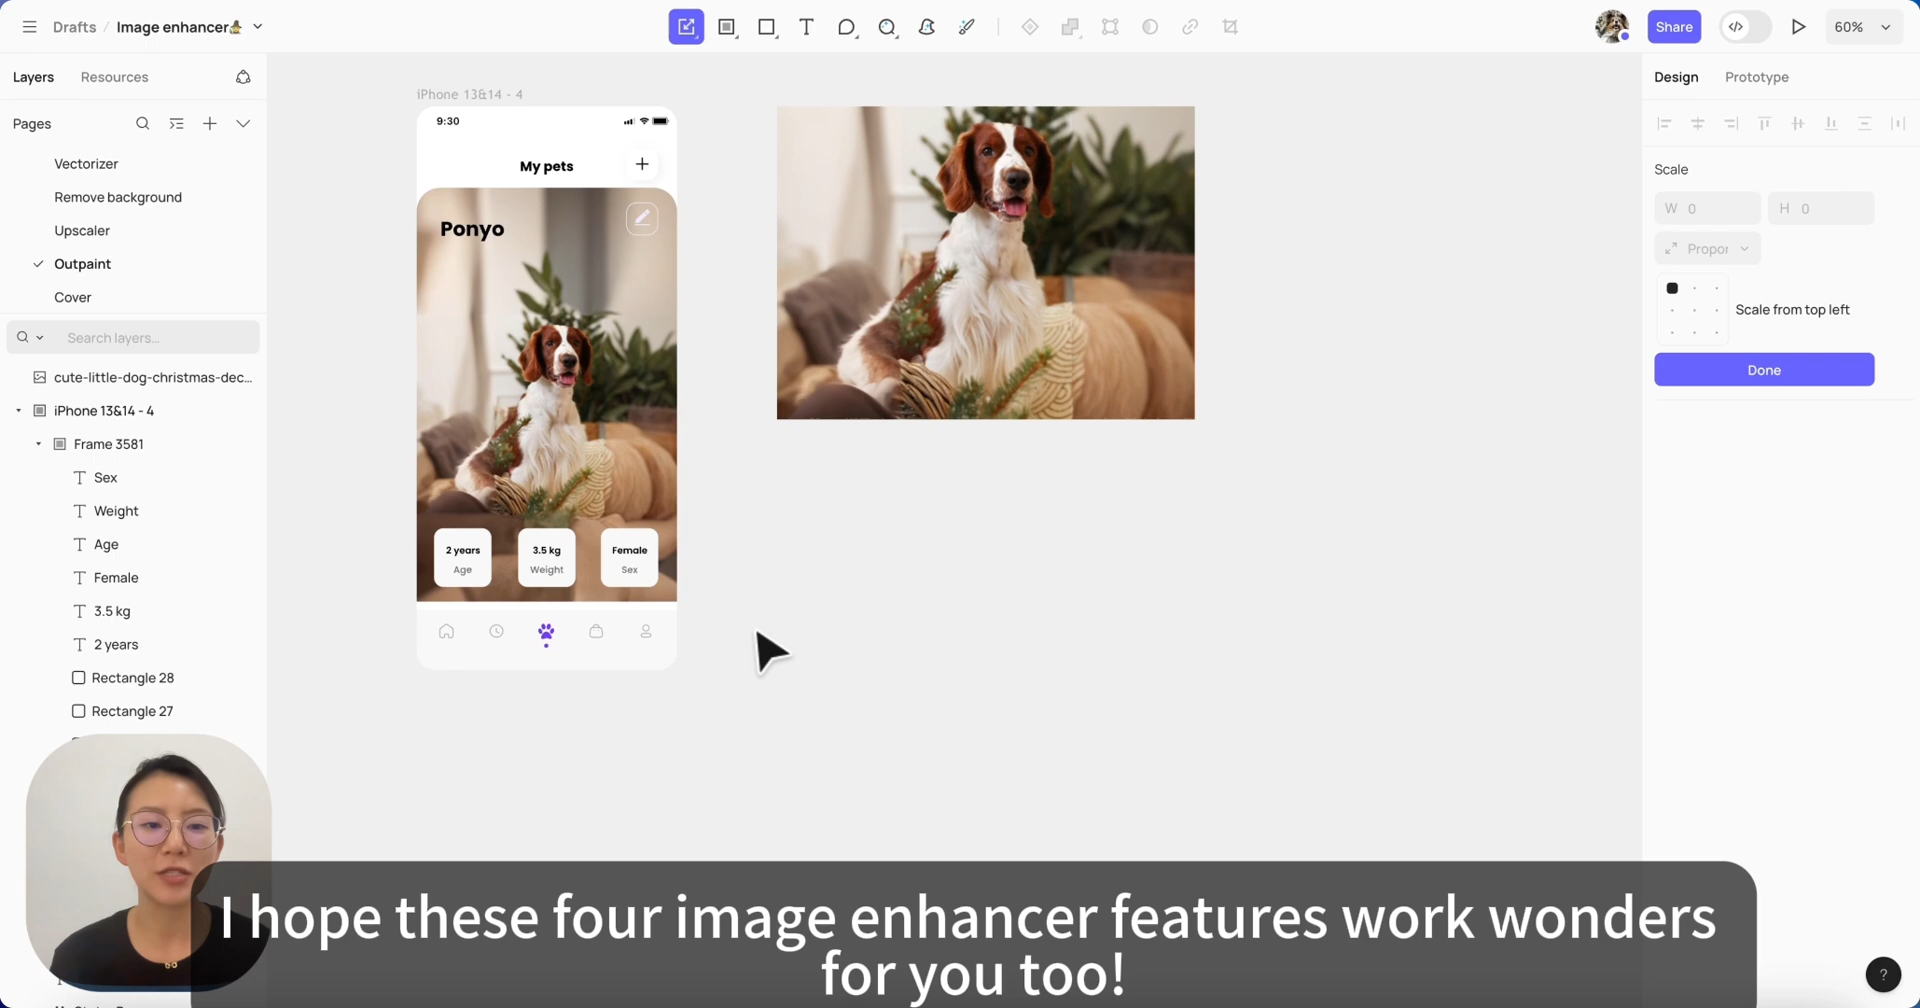 Drafts / Image enhancer
Share
60%
Layers Resources
Pages
Vectorizer
Remove background
Upscaler
Outpaint
Cover
Search layers...
cute-little-dog-christmas-dec...
iPhone 13&14 - 4
Frame 3581
Sex
Weight
Age
Female
3.5 kg
2 years
Rectangle 28
Rectangle 27
iPhone 13&14 - 4
9:30
My pets
Ponyo
2 years
Age
3.5 kg
Weight
Female
Sex
Design Prototype
Scale
W 0 H 0
Propor
Scale from top left
Done
?
I hope these four image enhancer features work wonders
for you too!